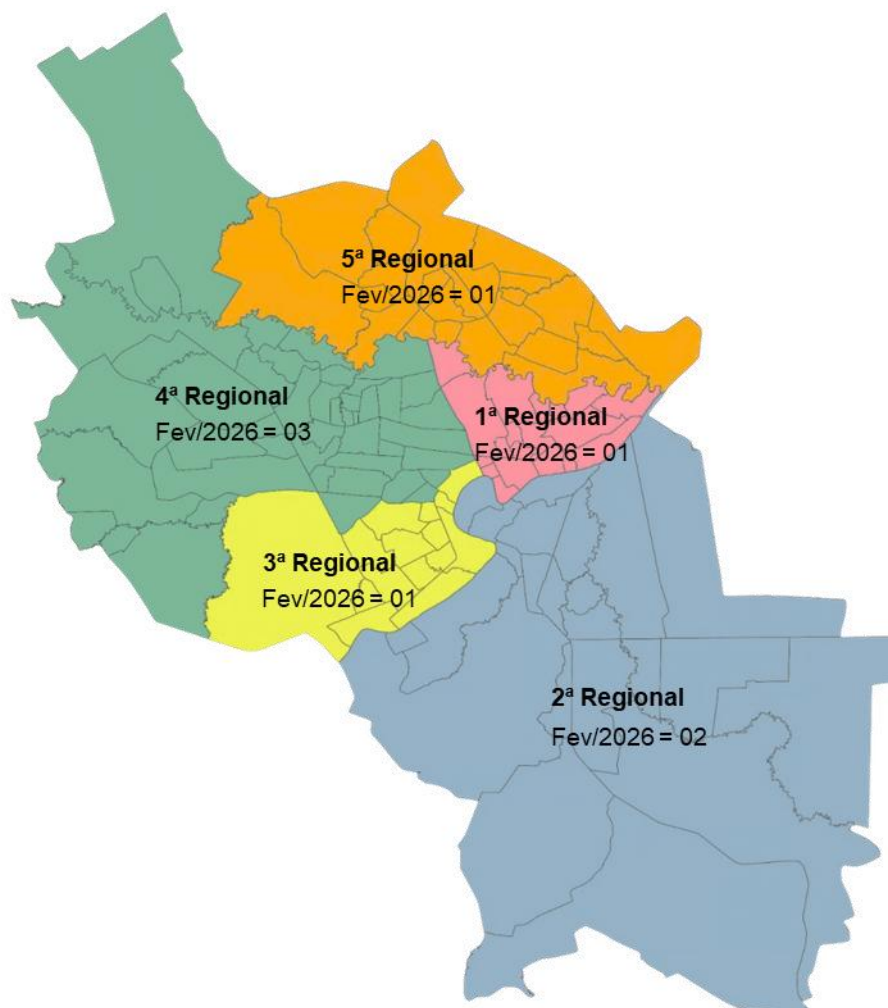 5ª Regional
Fev/2026 = 01
4ª Regional
Fev/2026 = 03
1ª Regional
Fev/2026 = 01
3ª Regional
Fev/2026 = 01
2ª Regional
Fev/2026 = 02